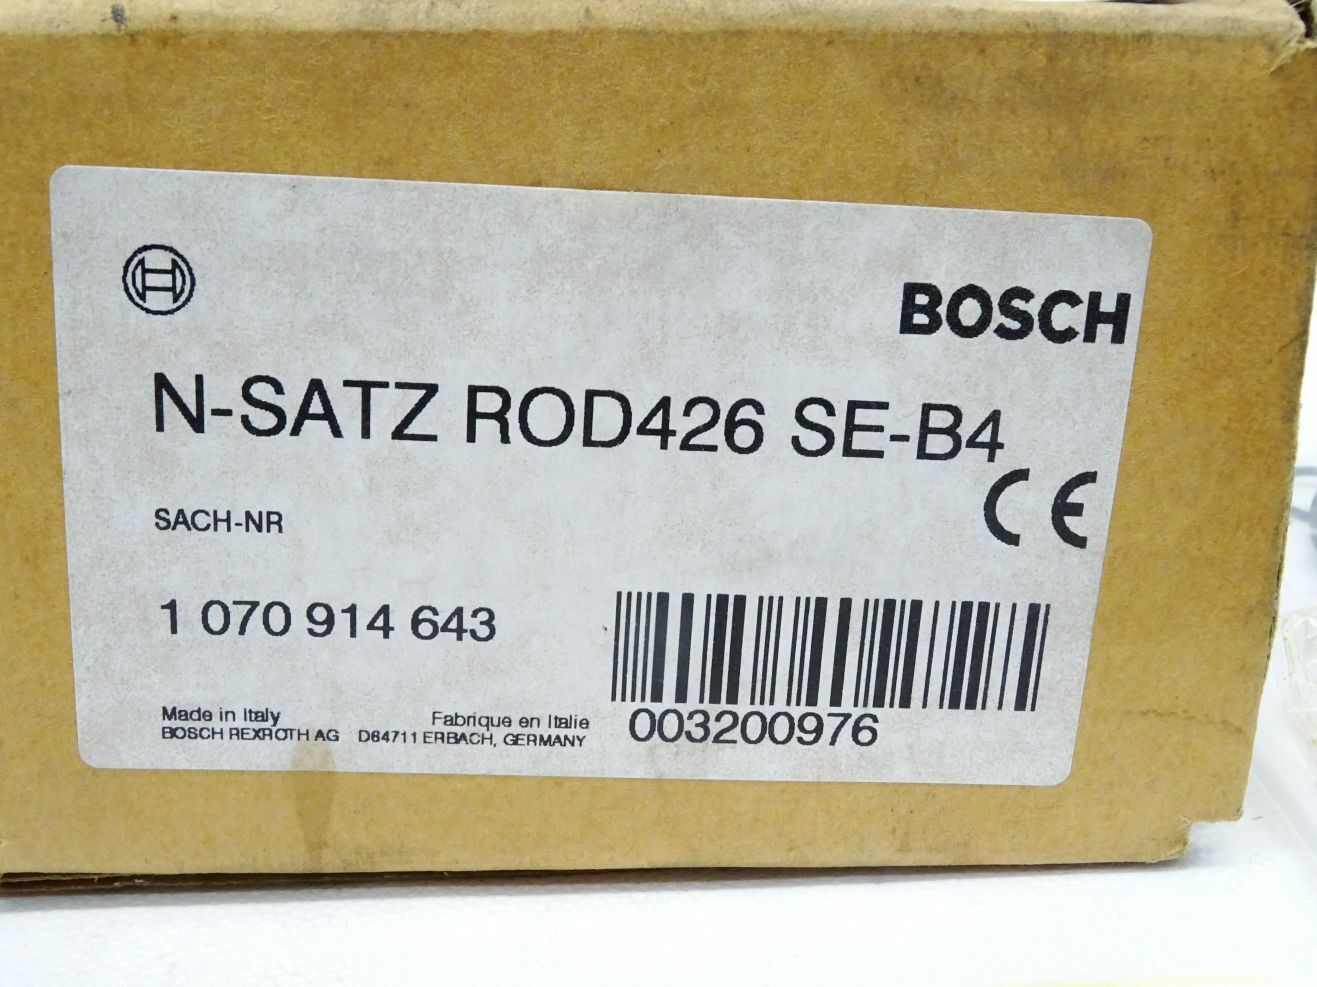 BOSCH
N-SATZ ROD426 SE-B4
CE
SACH-NR
1 070 914 643
Made in Italy Fabrique en Italie
BOSCH REXROTH AG D64711 ERBACH, GERMANY
003200976